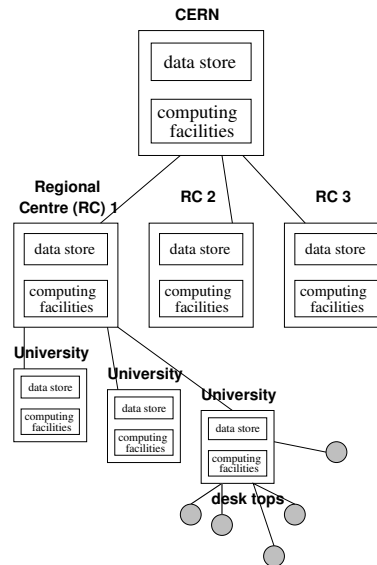 CERN
data store
computing
facilities
Regional
Centre (RC) 1
RC 2
RC 3
data store
computing
facilities
data store
computing
facilities
data store
computing
facilities
University
data store
computing
facilities
University
data store
computing
facilities
University
data store
computing
facilities
desk tops